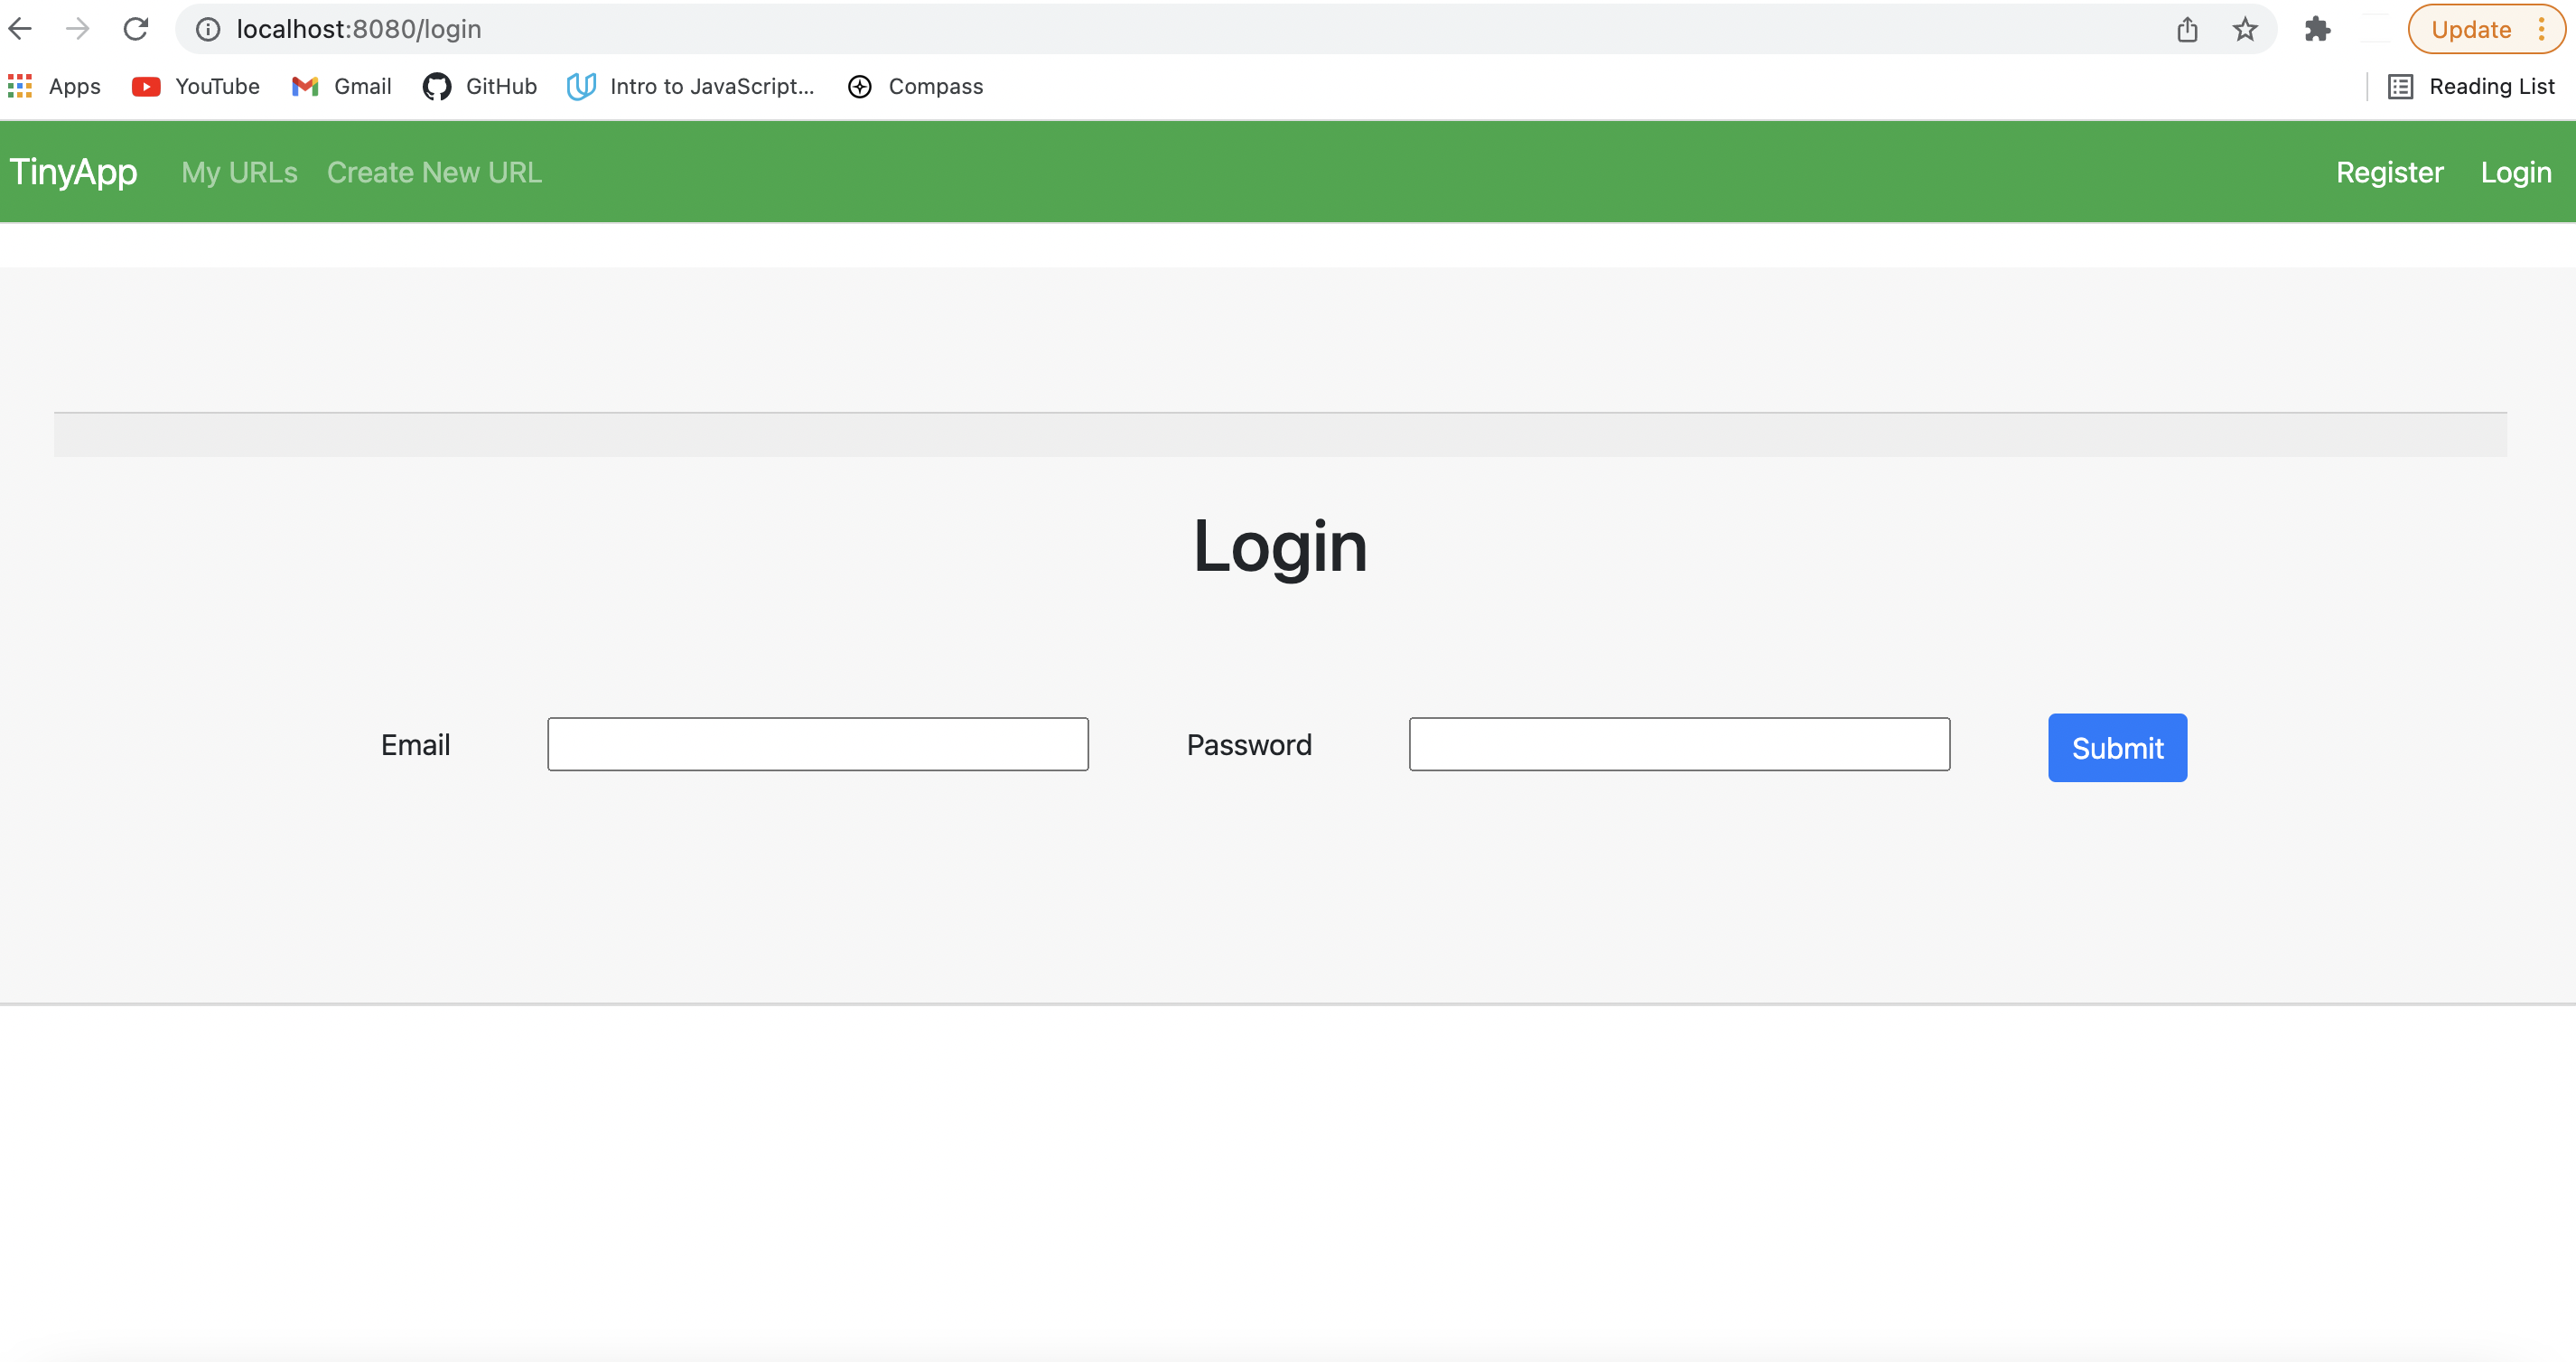 localhost:8080/login
Update
Apps YouTube Gmail GitHub Intro to JavaScript... Compass Reading List
TinyApp My URLs Create New URL Register Login
Login
Email Password Submit